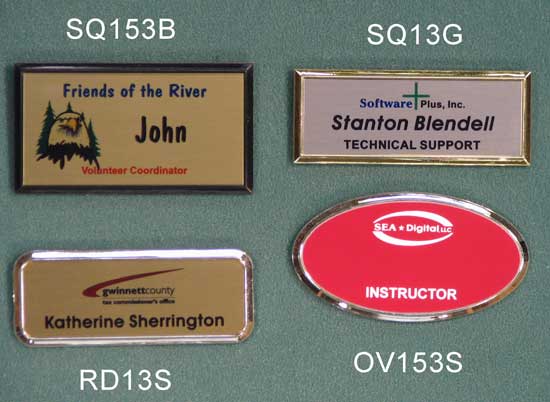 SQ153B
Friends of the River
John
Volunteer Coordinator
SQ13G
Software Plus, Inc.
Stanton Blendell
TECHNICAL SUPPORT
gwinnettcounty
tax commissioner's office
Katherine Sherrington
RD13S
SEA ★ Digital LLC
INSTRUCTOR
OV153S